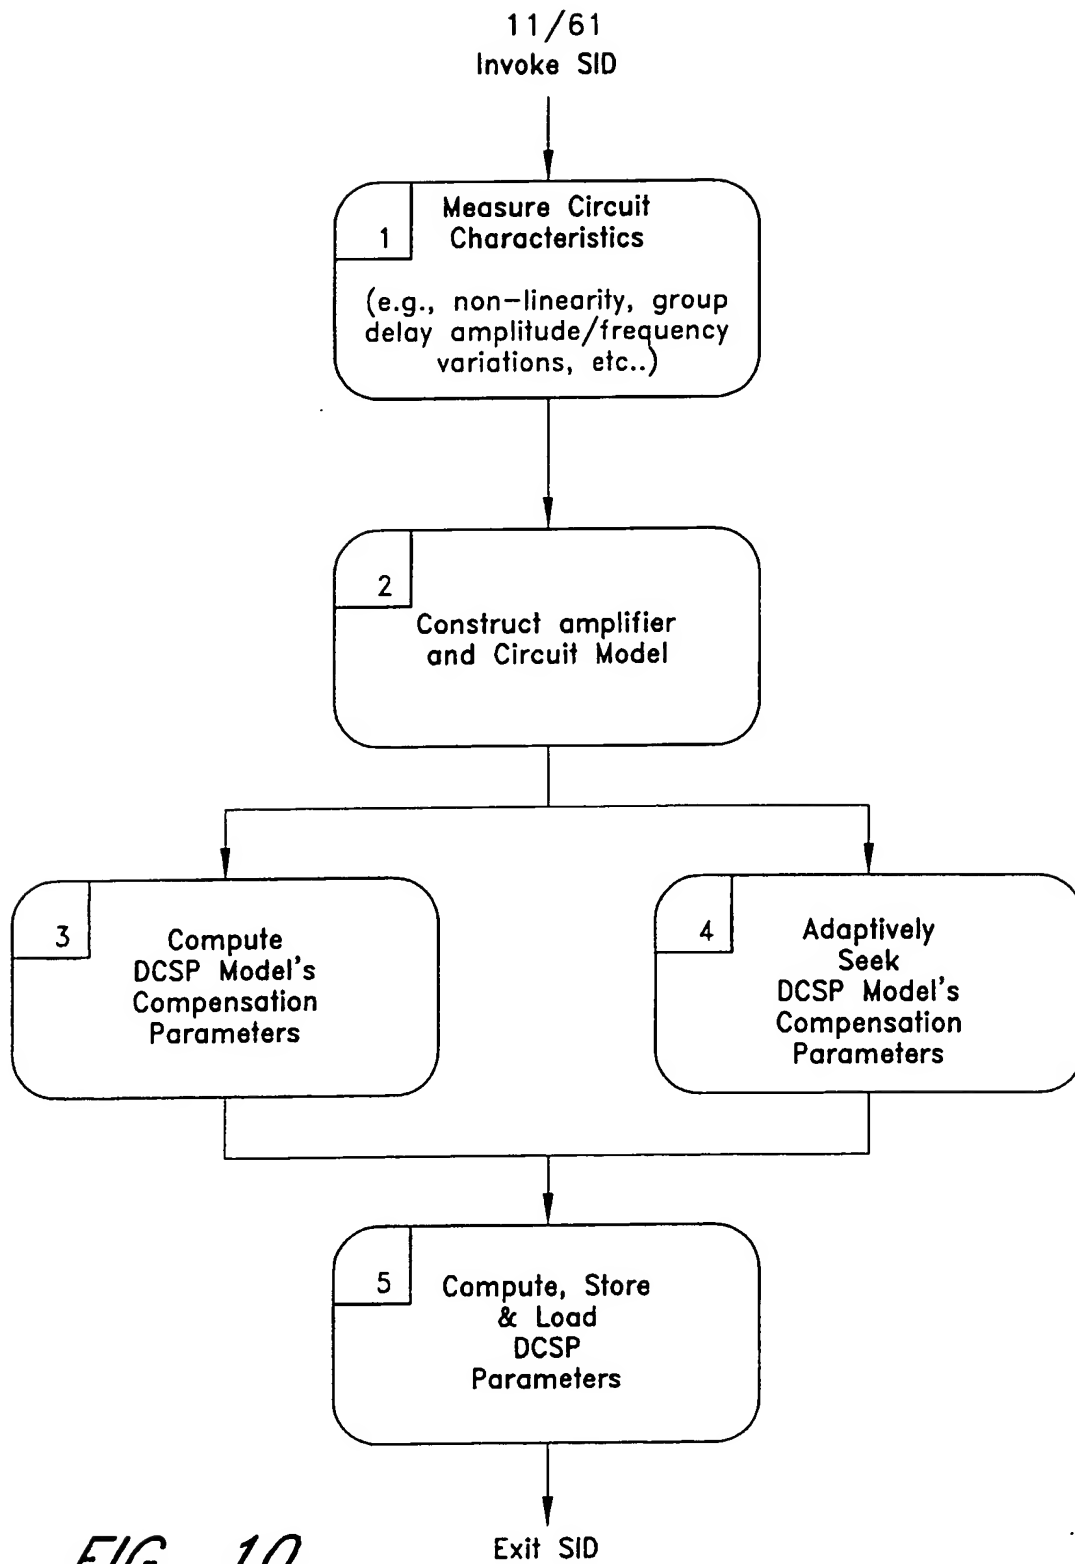 11/61
Invoke SID
1
Measure Circuit
Characteristics
(e.g., non-linearity, group
delay amplitude/frequency
variations, etc..)
2
Construct amplifier
and Circuit Model
3
Compute
DCSP Model's
Compensation
Parameters
4
Adaptively
Seek
DCSP Model's
Compensation
Parameters
5
Compute, Store
& Load
DCSP
Parameters
Exit SID
FIG. 10